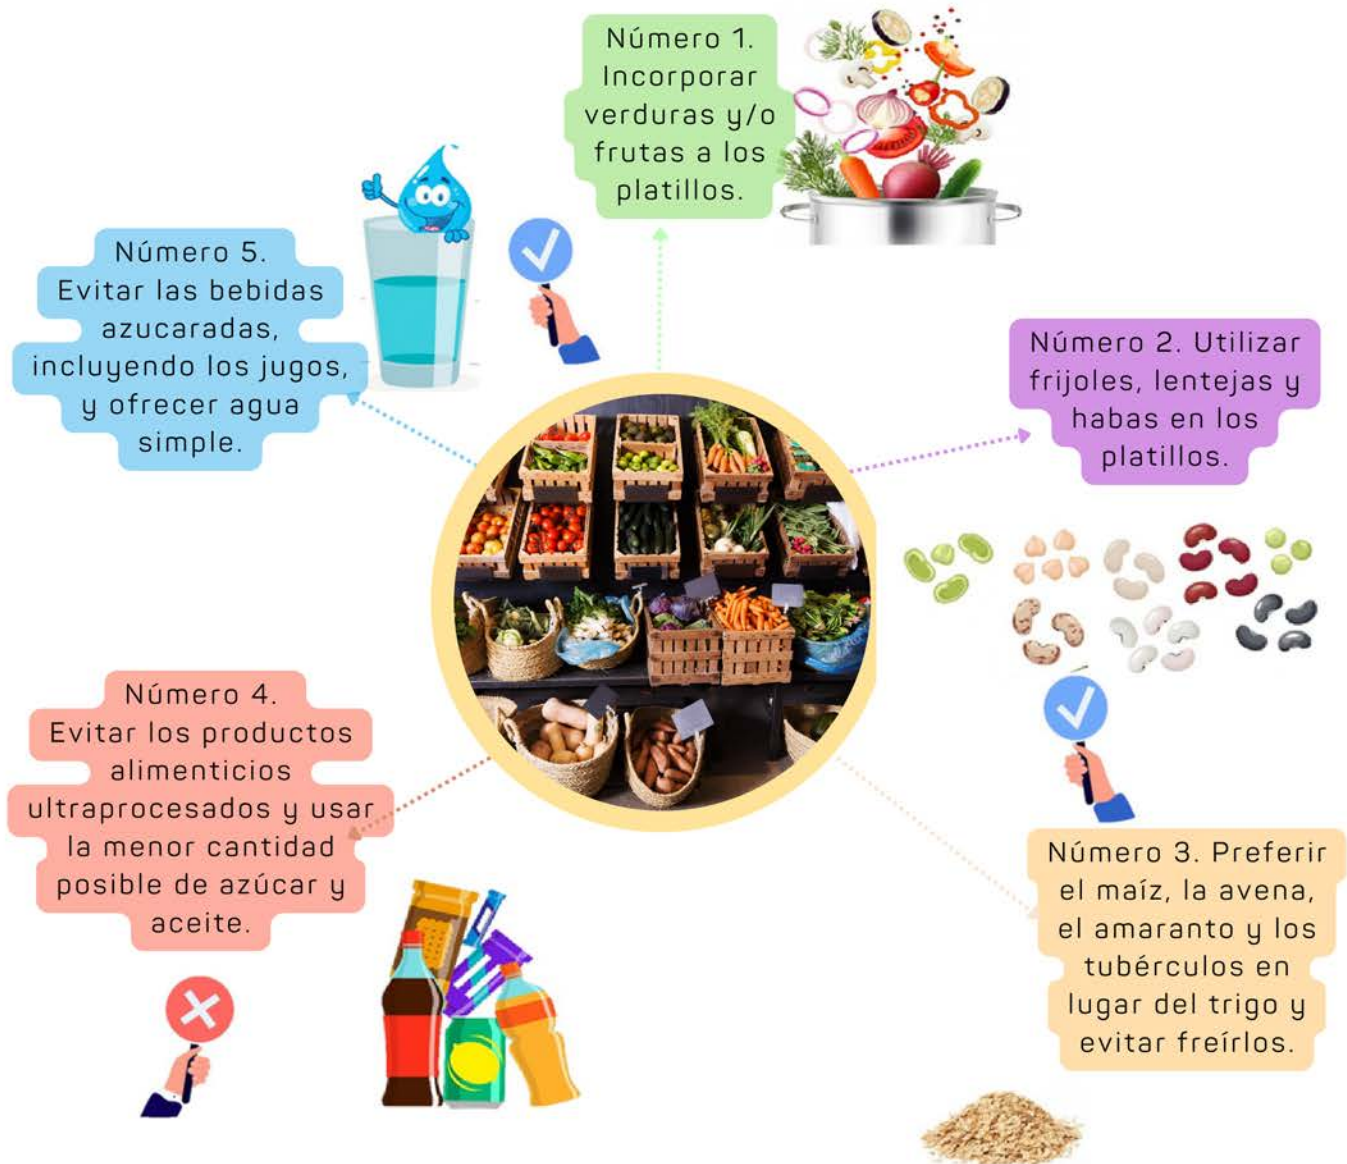 Número 1.
Incorporar
verduras y/o
frutas a los
platillos.
Número 2. Utilizar
frijoles, lentejas y
habas en los
platillos.
Número 3. Preferir
el maíz, la avena,
el amaranto y los
tubérculos en
lugar del trigo y
evitar freírlos.
Número 4.
Evitar los productos
alimenticios
ultraprocesados y usar
la menor cantidad
posible de azúcar y
aceite.
Número 5.
Evitar las bebidas
azucaradas,
incluyendo los jugos,
y ofrecer agua
simple.